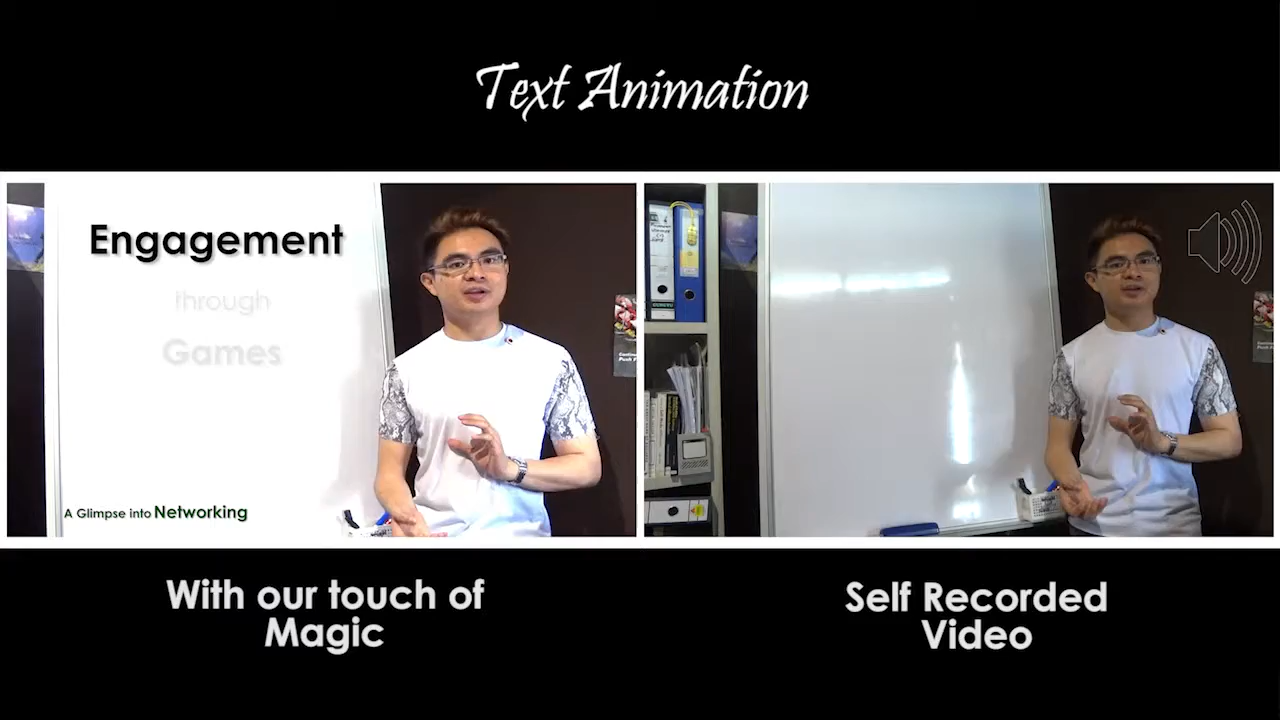 Text Animation
Engagement
through
Games
A Glimpse into Networking
With our touch of
Magic
Self Recorded
Video